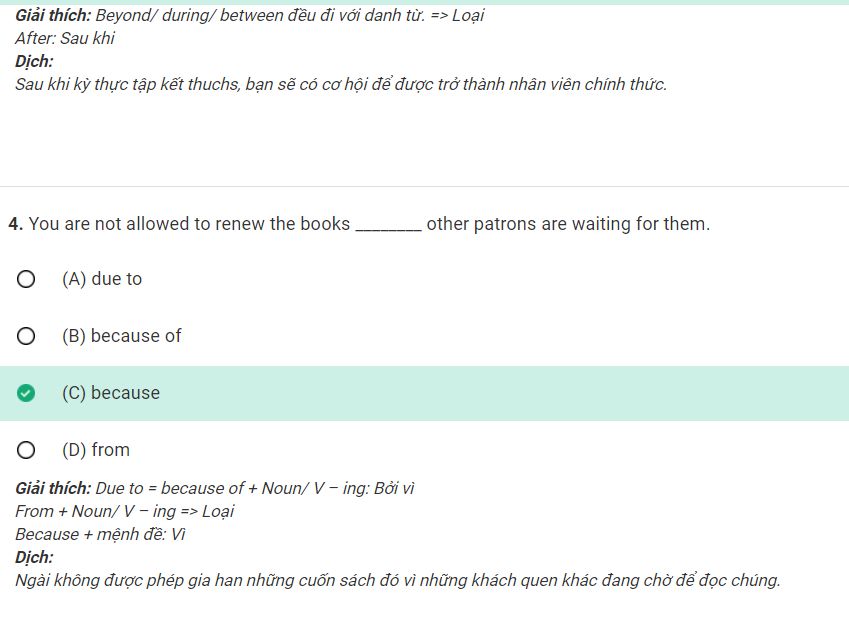 Giải thích: Beyond/ during/ between đều đi với danh từ. => Loại
After: Sau khi
Dịch:
Sau khi kỳ thực tập kết thuchs, bạn sẽ có cơ hội để được trở thành nhân viên chính thức.
4. You are not allowed to renew the books ________ other patrons are waiting for them.
(A) due to
(B) because of
(C) because
(D) from
Giải thích: Due to = because of + Noun/ V – ing: Bởi vì
From + Noun/ V – ing => Loại
Because + mệnh đề: Vì
Dịch:
Ngài không được phép gia han những cuốn sách đó vì những khách quen khác đang chờ để đọc chúng.